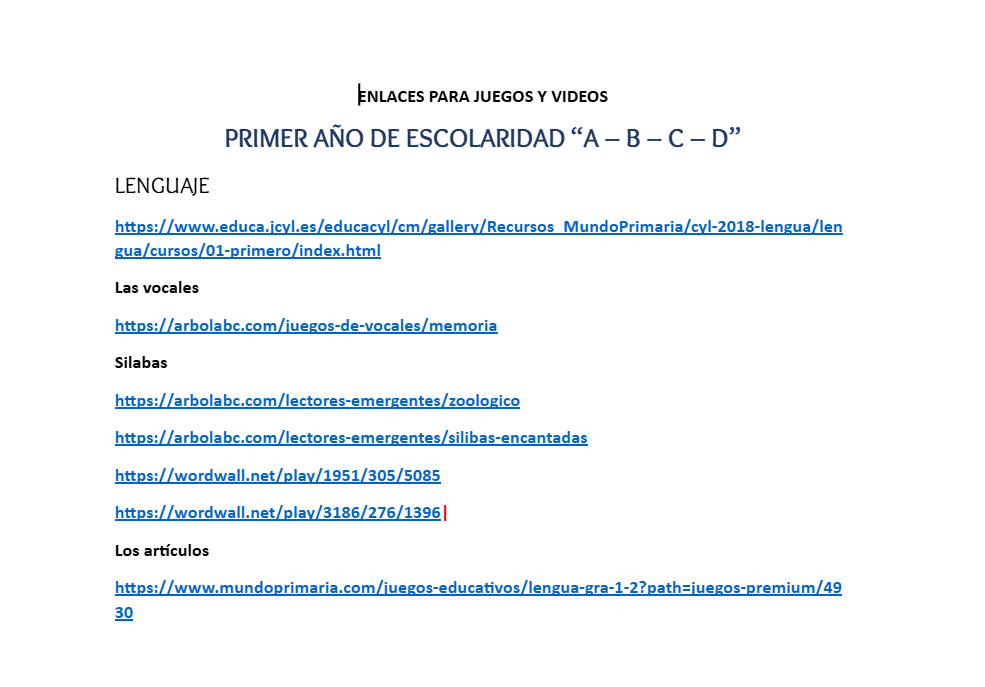 ENLACES PARA JUEGOS Y VIDEOS
PRIMER AÑO DE ESCOLARIDAD “A – B – C – D”
LENGUAJE
https://www.educa.jcyl.es/educacyl/cm/gallery/Recursos_MundoPrimaria/cyl-2018-lengua/len
gua/cursos/01-primero/index.html
Las vocales
https://arbolabc.com/juegos-de-vocales/memoria
Silabas
https://arbolabc.com/lectores-emergentes/zoologico
https://arbolabc.com/lectores-emergentes/silibas-encantadas
https://wordwall.net/play/1951/305/5085
https://wordwall.net/play/3186/276/1396|
Los artículos
https://www.mundoprimaria.com/juegos-educativos/lengua-gra-1-2?path=juegos-premium/49
30